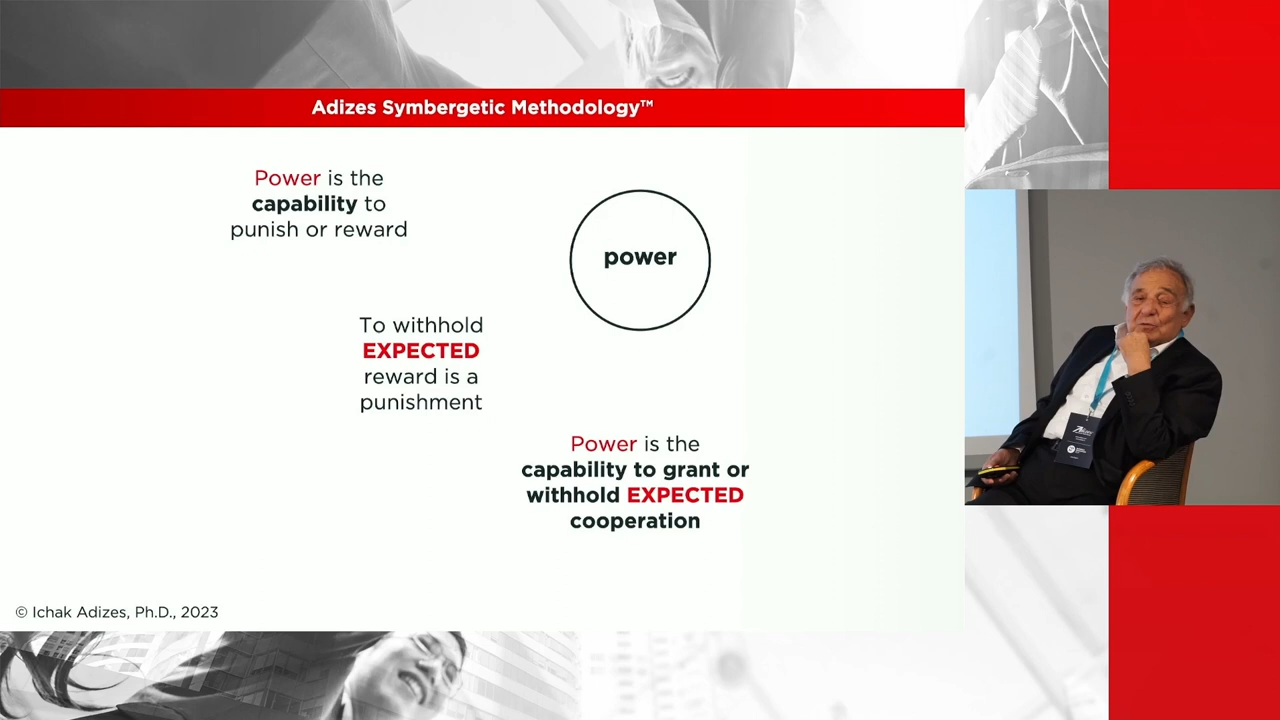 Adizes Symbergetic Methodology™
Power is the
capability to
punish or reward
power
To withhold
EXPECTED
reward is a
punishment
Power is the
capability to grant or
withhold EXPECTED
cooperation
© Ichak Adizes, Ph.D., 2023